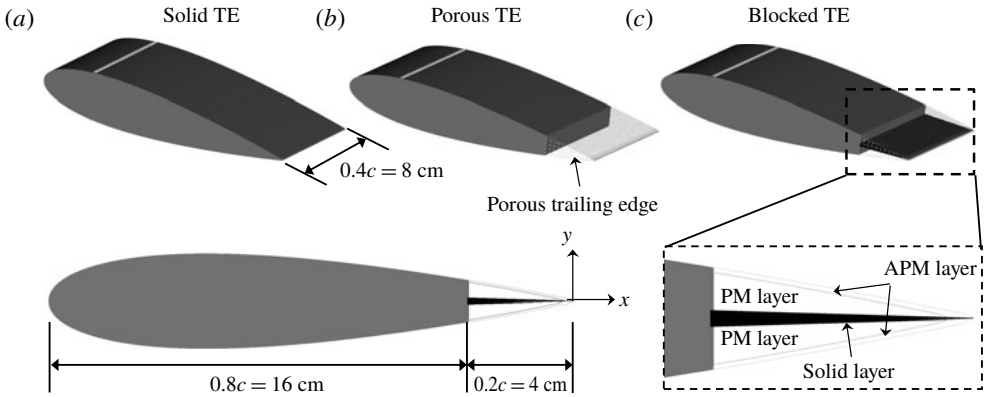 (a) Solid TE
(b) Porous TE
(c) Blocked TE
0.4c = 8 cm
Porous trailing edge
y
x
0.8c = 16 cm
0.2c = 4 cm
APM layer
PM layer
PM layer
Solid layer